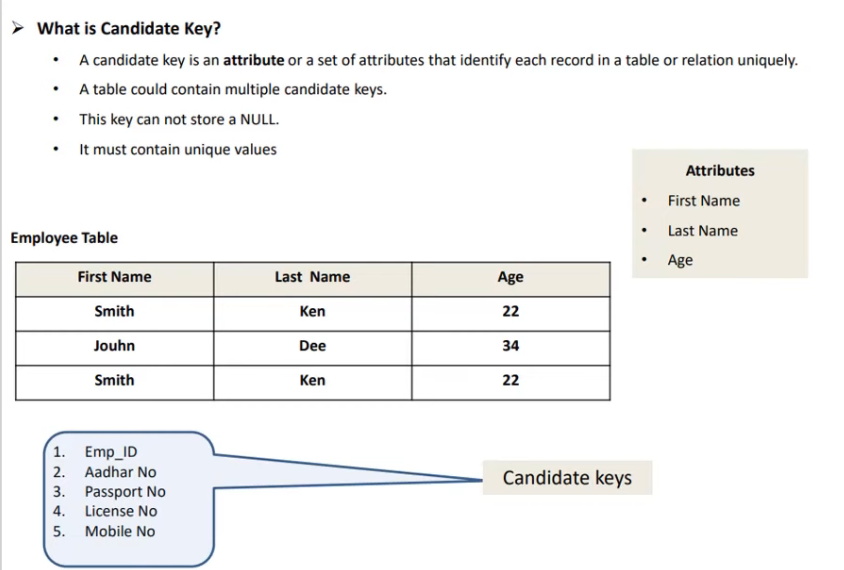 What is Candidate Key?
• A candidate key is an attribute or a set of attributes that identify each record in a table or relation uniquely.
• A table could contain multiple candidate keys.
• This key can not store a NULL.
• It must contain unique values
Attributes
• First Name
• Last Name
• Age
Employee Table
First Name Last Name Age
Smith Ken 22
Jouhn Dee 34
Smith Ken 22
1. Emp_ID
2. Aadhar No
3. Passport No
4. License No
5. Mobile No
Candidate keys